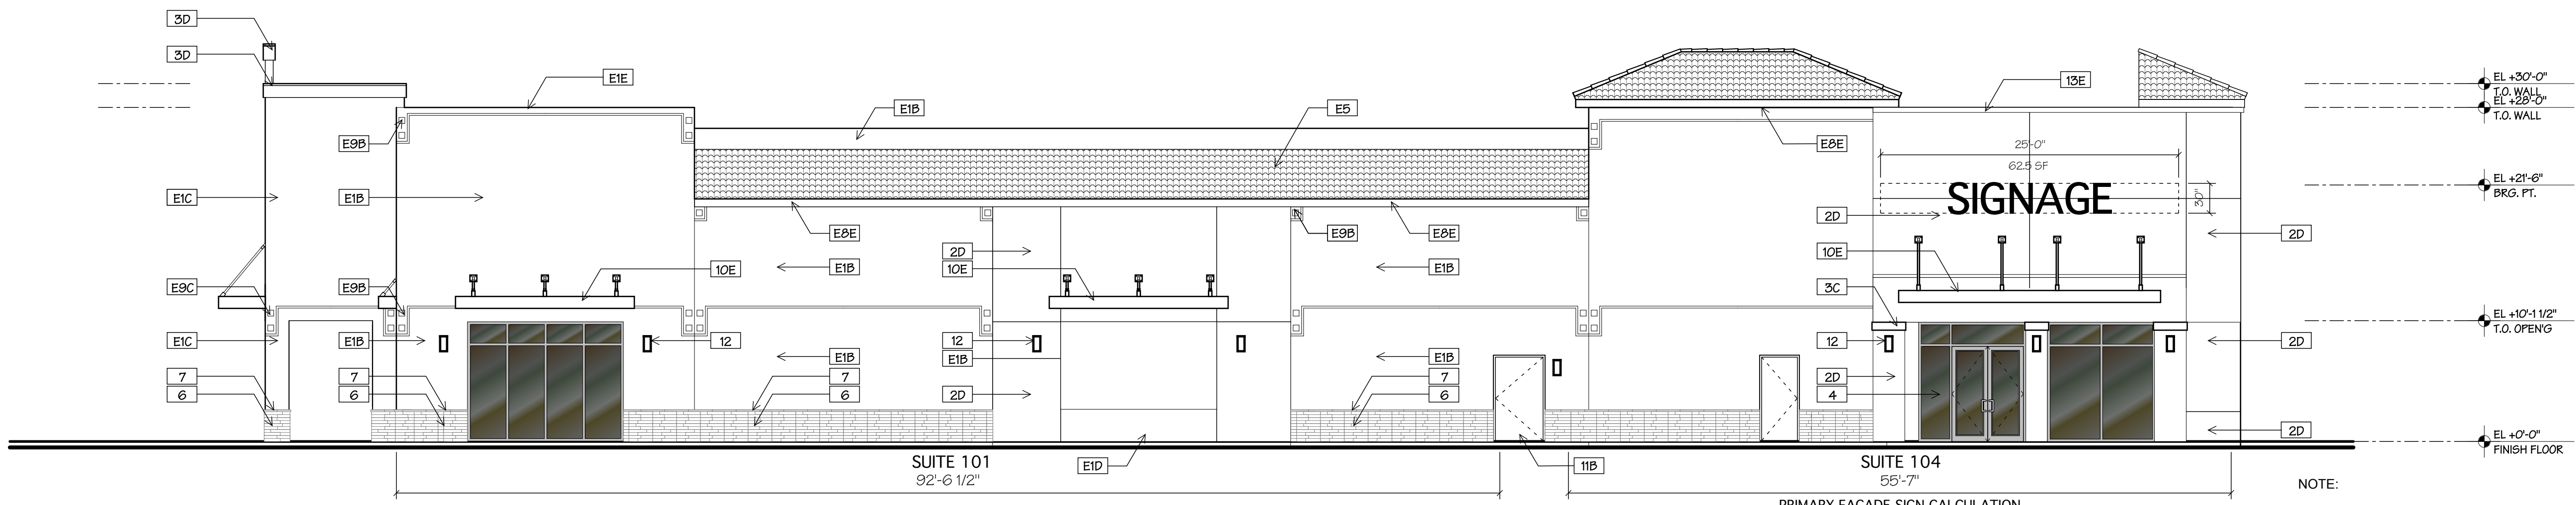 3D
3D
E1E
E1B
E5
13E
EL +30'-0"
T.O. WALL
EL +28'-0"
T.O. WALL
E9B
E8E
25'-0"
62.5 SF
EL +21'-6"
BRG. PT.
E1C
E1B
SIGNAGE
30"
2D
E8E
E9B
E8E
2D
2D
10E
E1B
10E
E1B
10E
E9C
E9B
3C
EL +10'-1 1/2"
T.O. OPEN'G
E1C
E1B
12
12
E1B
E1B
E1B
12
2D
7
7
7
7
2D
6
6
6
2D
6
4
2D
EL +0'-0"
FINISH FLOOR
SUITE 101
92'-6 1/2"
E1D
11B
SUITE 104
55'-7"
NOTE:
PRIMARY FACADE SIGN CALCULATION